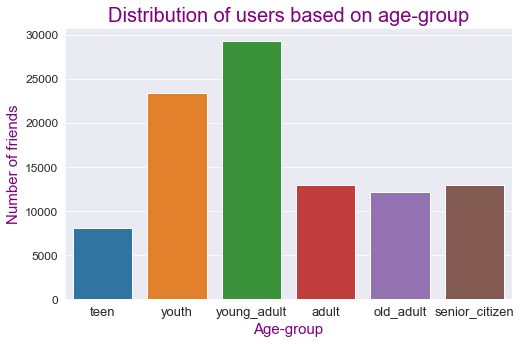 Distribution of users based on age-group
Number of friends
30000
25000
20000
15000
10000
5000
0
teen youth young_adult adult old_adult senior_citizen
Age-group